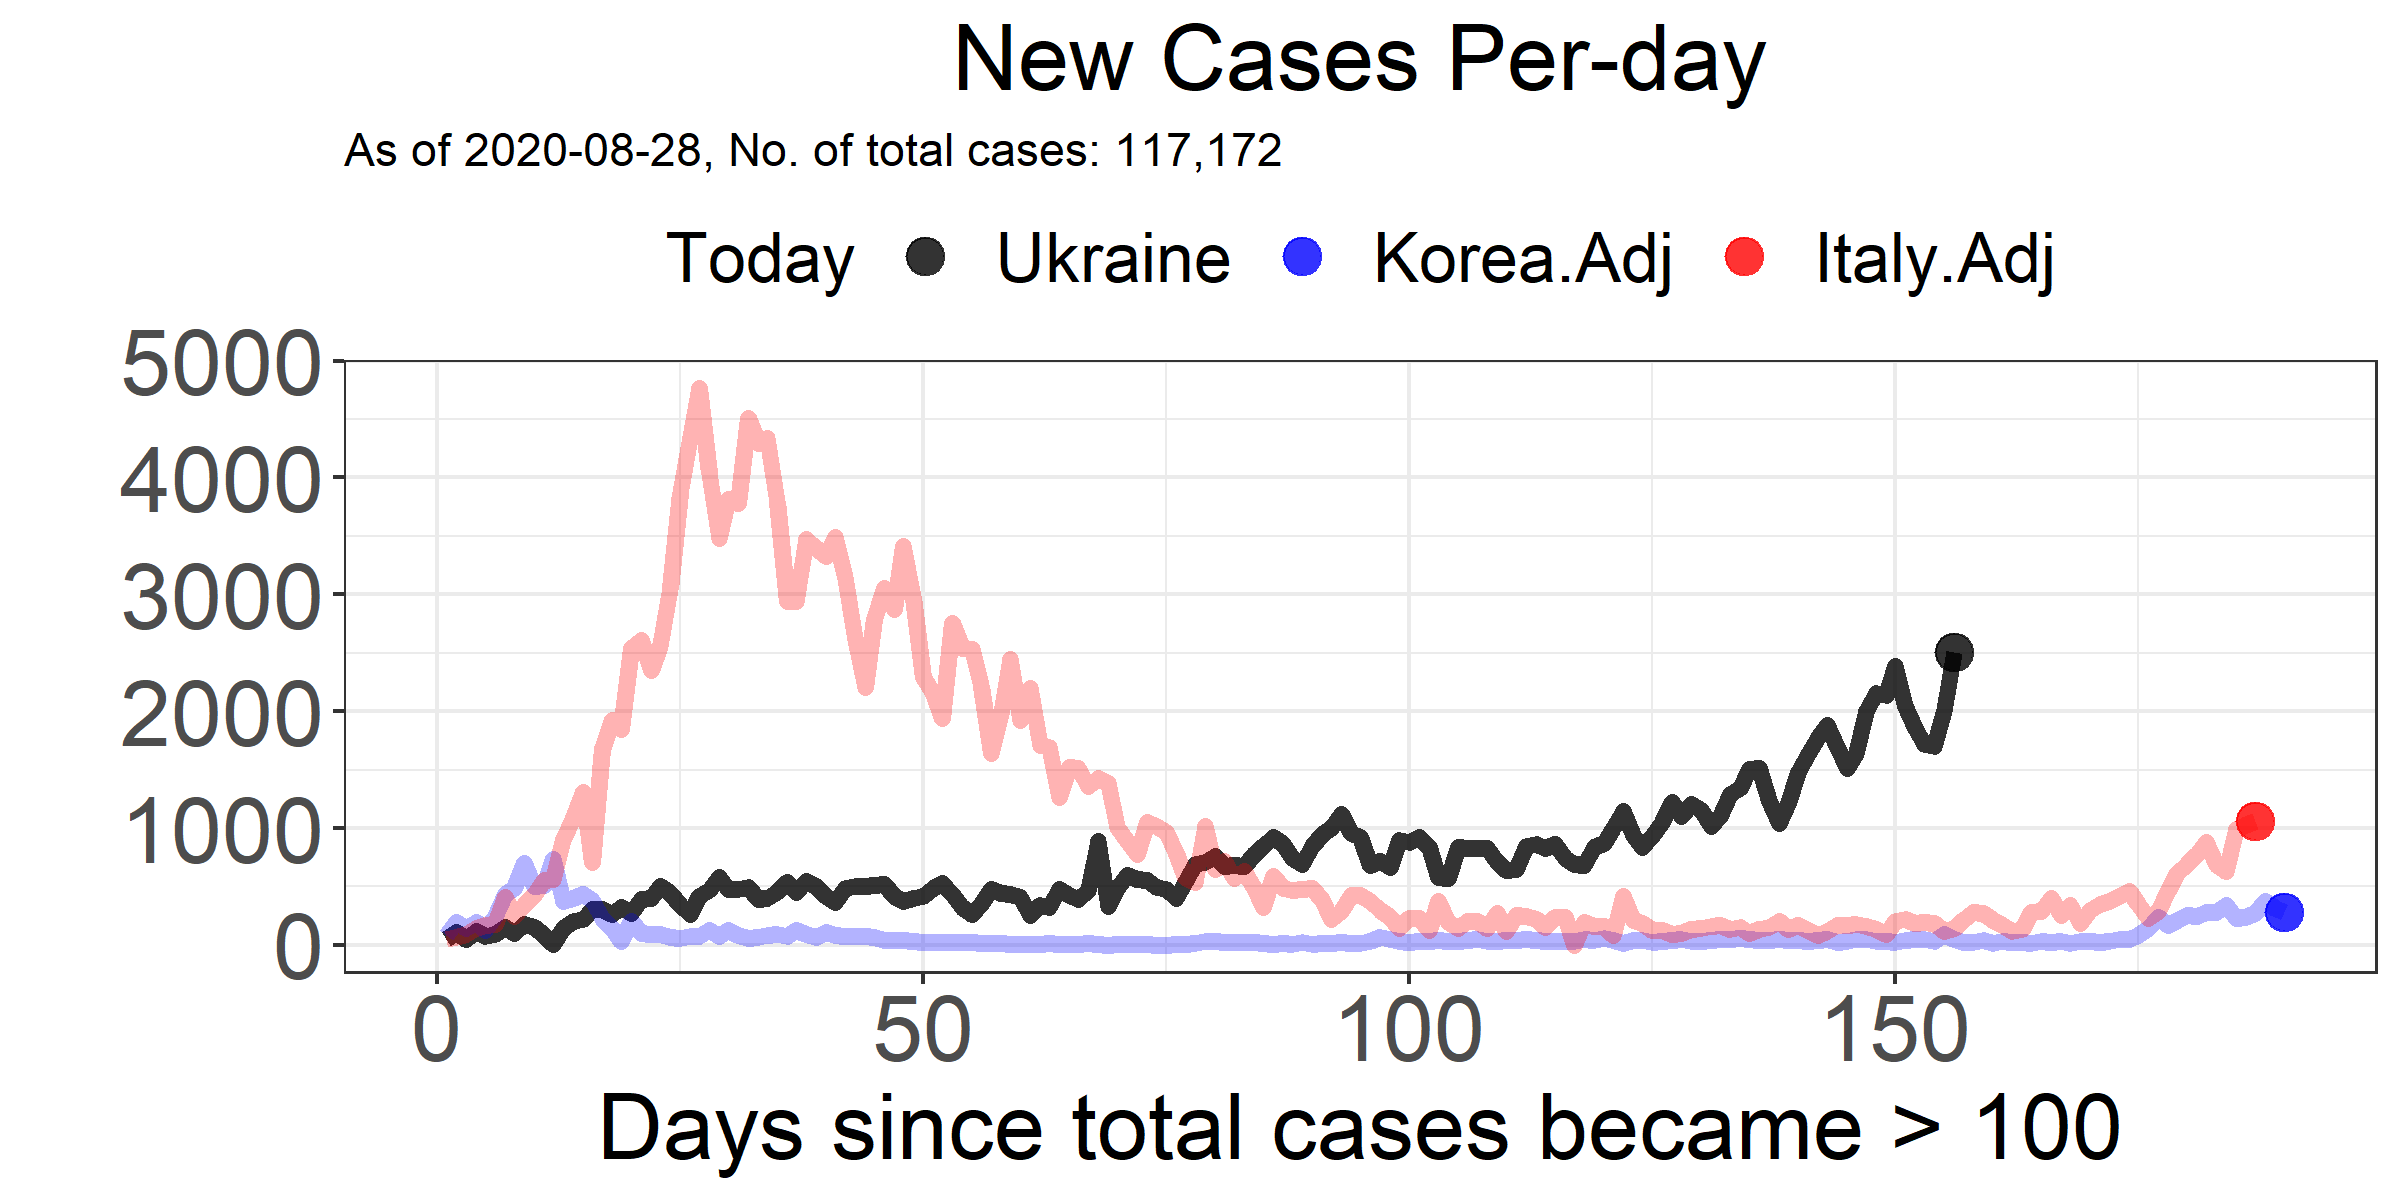 New Cases Per-day
As of 2020-08-28, No. of total cases: 117,172
Today Ukraine Korea.Adj Italy.Adj
5000
4000
3000
2000
1000
0
0 50 100 150
Days since total cases became > 100